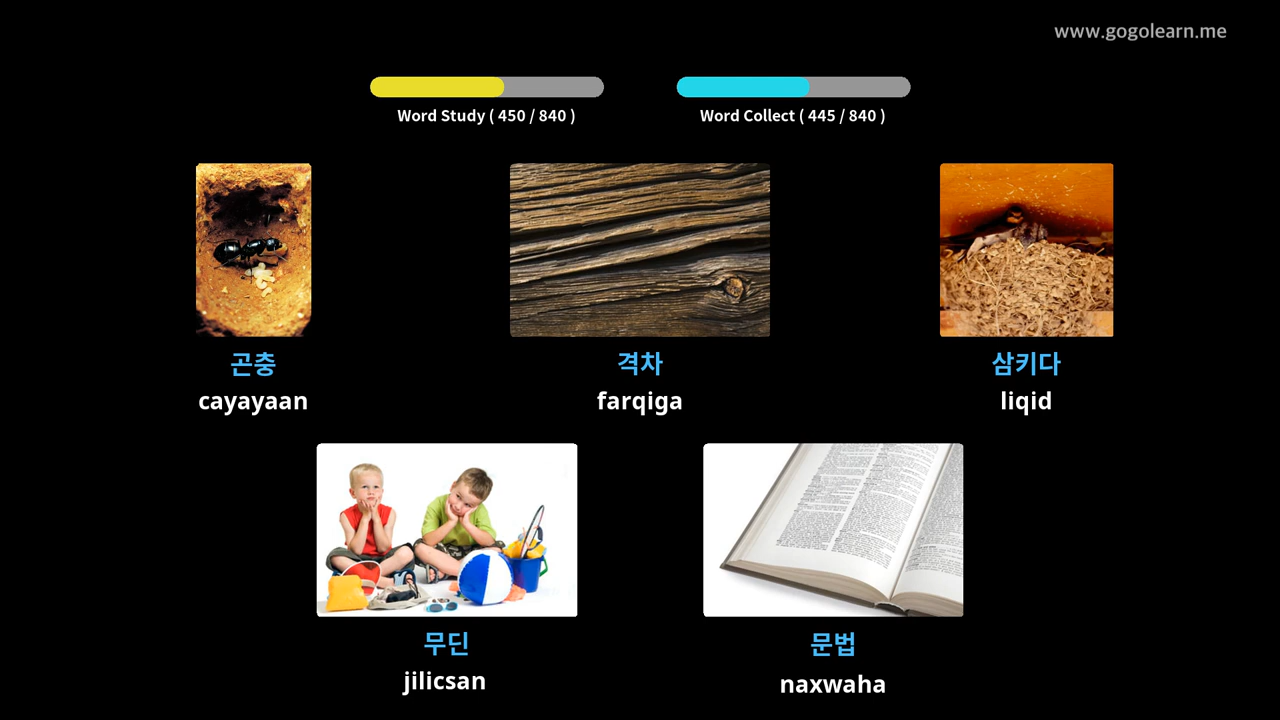 www.gogolearn.me
Word Study ( 450 / 840 )
Word Collect ( 445 / 840 )
곤충
cayayaan
격차
farqiga
삼키다
liqid
무딘
jilicsan
문법
naxwaha